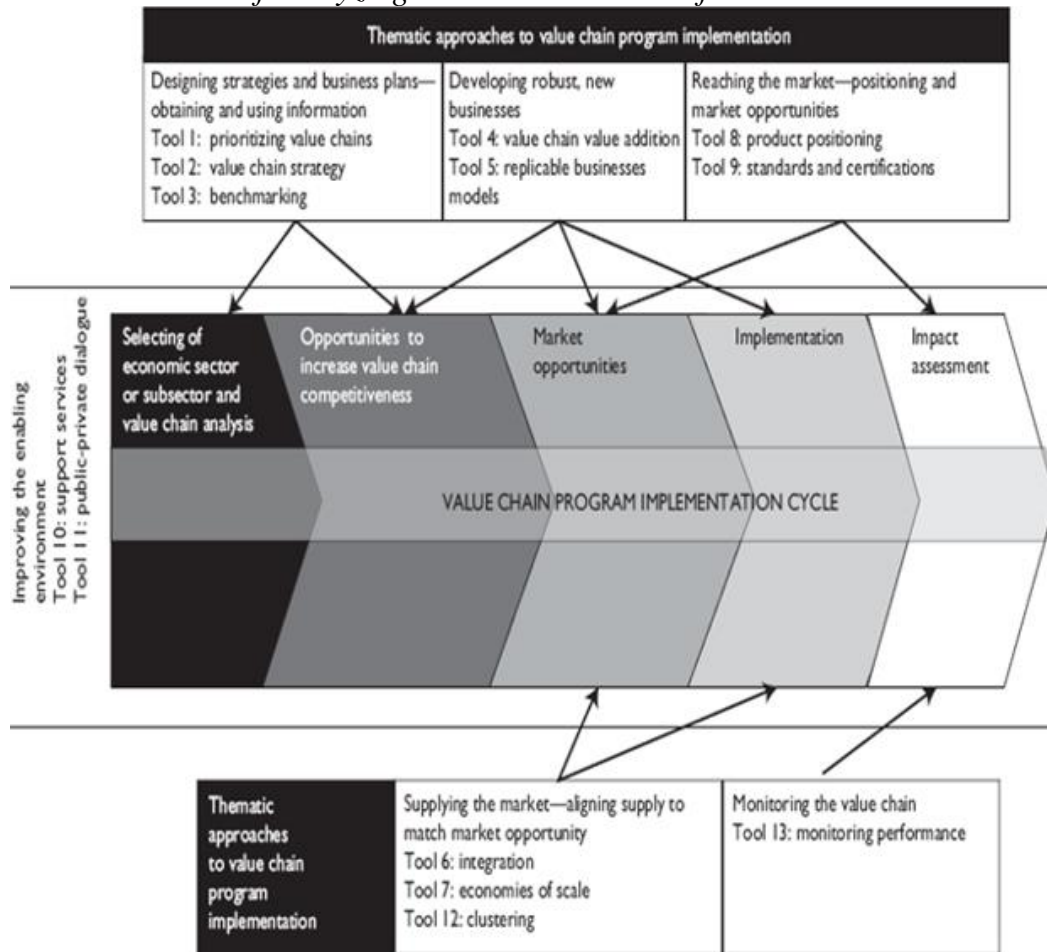 Thematic approaches to value chain program implementation
Designing strategies and business plans—
obtaining and using information
Tool 1: prioritizing value chains
Tool 2: value chain strategy
Tool 3: benchmarking
Developing robust, new
businesses
Tool 4: value chain value addition
Tool 5: replicable businesses
models
Reaching the market—positioning and
market opportunities
Tool 8: product positioning
Tool 9: standards and certifications
Improving the enabling
environment
Tool 10: support services
Tool 11: public-private dialogue
Selecting of
economic sector
or subsector and
value chain analysis
Opportunities to
increase value chain
competitiveness
Market
opportunities
Implementation
Impact
assessment
VALUE CHAIN PROGRAM IMPLEMENTATION CYCLE
Thematic
approaches
to value chain
program
implementation
Supplying the market—aligning supply to
match market opportunity
Tool 6: integration
Tool 7: economies of scale
Tool 12: clustering
Monitoring the value chain
Tool 13: monitoring performance